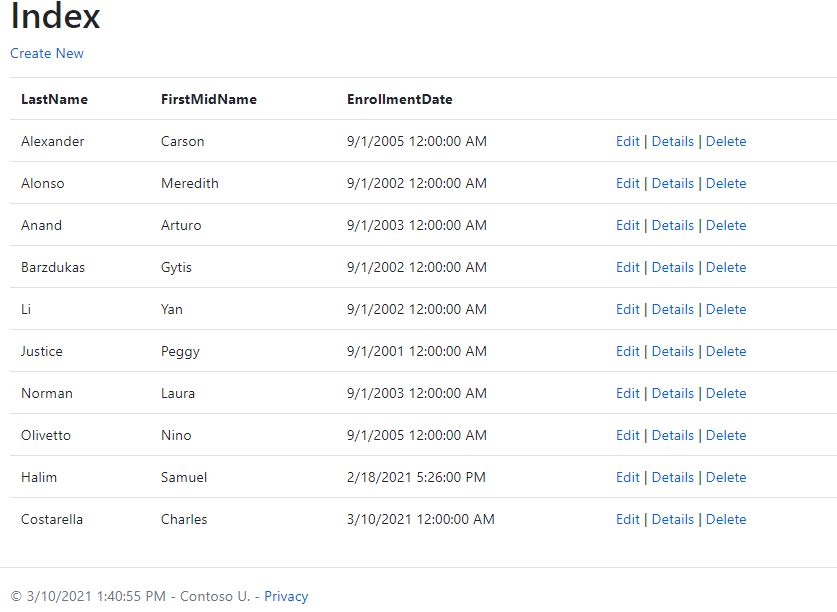 Index
Create New
LastName FirstMidName EnrollmentDate
Alexander Carson 9/1/2005 12:00:00 AM Edit | Details | Delete
Alonso Meredith 9/1/2002 12:00:00 AM Edit | Details | Delete
Anand Arturo 9/1/2003 12:00:00 AM Edit | Details | Delete
Barzdukas Gytis 9/1/2002 12:00:00 AM Edit | Details | Delete
Li Yan 9/1/2002 12:00:00 AM Edit | Details | Delete
Justice Peggy 9/1/2001 12:00:00 AM Edit | Details | Delete
Norman Laura 9/1/2003 12:00:00 AM Edit | Details | Delete
Olivetto Nino 9/1/2005 12:00:00 AM Edit | Details | Delete
Halim Samuel 2/18/2021 5:26:00 PM Edit | Details | Delete
Costarella Charles 3/10/2021 12:00:00 AM Edit | Details | Delete
© 3/10/2021 1:40:55 PM - Contoso U. - Privacy